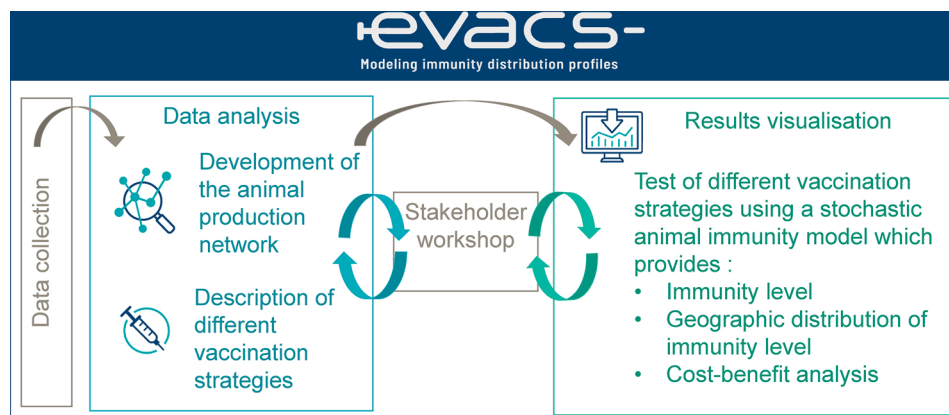 evacs
Modeling immunity distribution profiles
Data collection
Data analysis
Development of
the animal
production
network
Description of
different
vaccination
strategies
Stakeholder
workshop
Results visualisation
Test of different vaccination
strategies using a stochastic
animal immunity model which
provides :
• Immunity level
• Geographic distribution of
immunity level
• Cost-benefit analysis